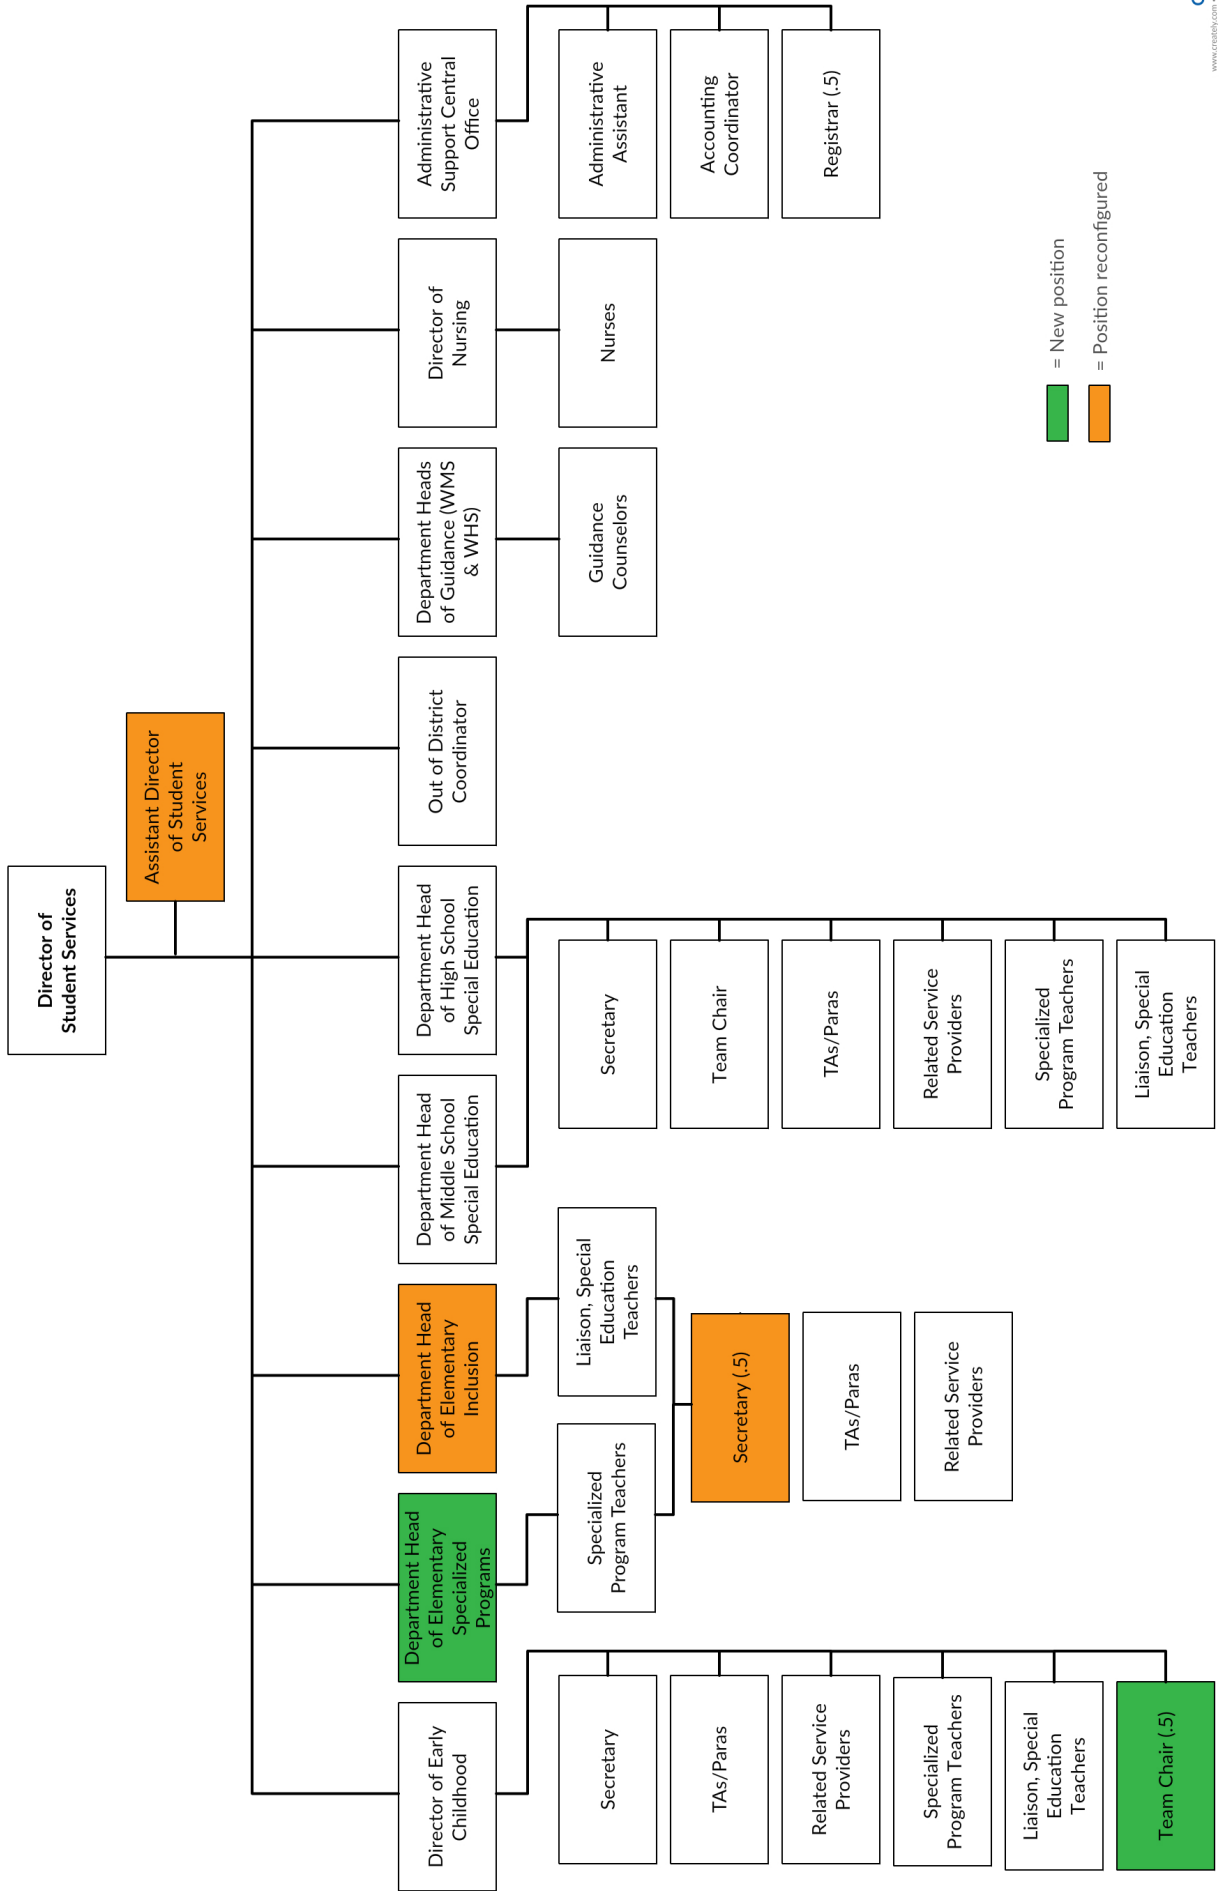 Director of
Student Services
Assistant Director
of Student
Services
Director of Early
Childhood
Department Head
of Elementary
Specialized
Programs
Department Head
of Elementary
Inclusion
Department Head
of Middle School
Special Education
Department Head
of High School
Special Education
Out of District
Coordinator
Department Heads
of Guidance (WMS
& WHS)
Director of
Nursing
Administrative
Support Central
Office
Secretary
TAs/Paras
Related Service
Providers
Specialized
Program Teachers
Liaison, Special
Education
Teachers
Team Chair (.5)
Specialized
Program Teachers
Liaison, Special
Education
Teachers
Secretary (.5)
TAs/Paras
Related Service
Providers
Secretary
Team Chair
TAs/Paras
Related Service
Providers
Specialized
Program Teachers
Liaison, Special
Education
Teachers
Guidance
Counselors
Nurses
Administrative
Assistant
Accounting
Coordinator
Registrar (.5)
= New position
= Position reconfigured
www.creately.com